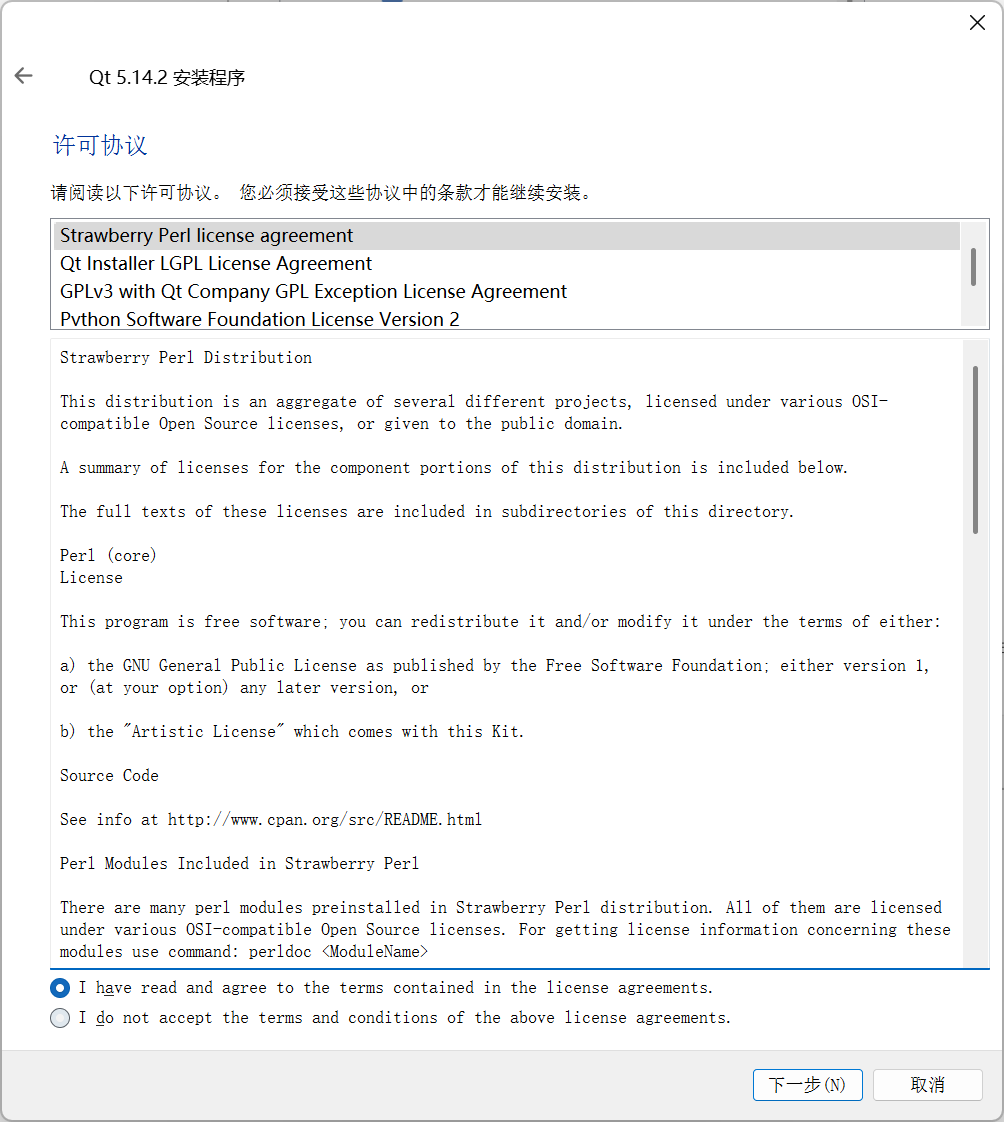 Qt 5.14.2 安装程序
许可协议
请阅读以下许可协议。 您必须接受这些协议中的条款才能继续安装。
Strawberry Perl license agreement
Qt Installer LGPL License Agreement
GPLv3 with Qt Company GPL Exception License Agreement
Python Software Foundation License Version 2
Strawberry Perl Distribution
This distribution is an aggregate of several different projects, licensed under various OSI-
compatible Open Source licenses, or given to the public domain.
A summary of licenses for the component portions of this distribution is included below.
The full texts of these licenses are included in subdirectories of this directory.
Perl (core)
License
This program is free software; you can redistribute it and/or modify it under the terms of either:
a) the GNU General Public License as published by the Free Software Foundation; either version 1,
or (at your option) any later version, or
b) the "Artistic License" which comes with this Kit.
Source Code
See info at http://www.cpan.org/src/README.html
Perl Modules Included in Strawberry Perl
There are many perl modules preinstalled in Strawberry Perl distribution. All of them are licensed
under various OSI-compatible Open Source licenses. For getting license information concerning these
modules use command: perldoc <ModuleName>
I have read and agree to the terms contained in the license agreements.
I do not accept the terms and conditions of the above license agreements.
下一步(N)
取消